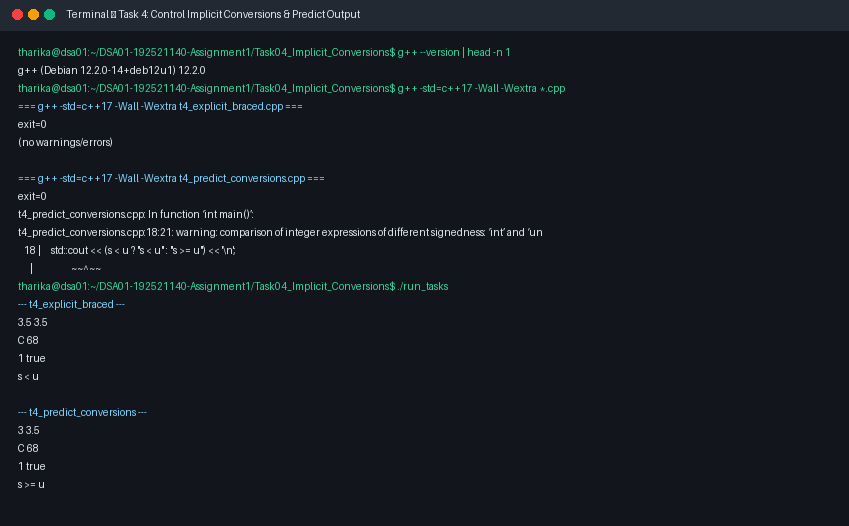 Terminal ▯ Task 4: Control Implicit Conversions & Predict Output
tharika@dsa01:~/DSA01-192521140-Assignment1/Task04_Implicit_Conversions$ g++ --version | head -n 1
g++ (Debian 12.2.0-14+deb12u1) 12.2.0
tharika@dsa01:~/DSA01-192521140-Assignment1/Task04_Implicit_Conversions$ g++ -std=c++17 -Wall -Wextra *.cpp
=== g++ -std=c++17 -Wall -Wextra t4_explicit_braced.cpp ===
exit=0
(no warnings/errors)
=== g++ -std=c++17 -Wall -Wextra t4_predict_conversions.cpp ===
exit=0
t4_predict_conversions.cpp: In function ‘int main()’:
t4_predict_conversions.cpp:18:21: warning: comparison of integer expressions of different signedness: ‘int’ and ‘un
18 | std::cout << (s < u ? "s < u" : "s >= u") << '\n';
| ~~^~~
tharika@dsa01:~/DSA01-192521140-Assignment1/Task04_Implicit_Conversions$ ./run_tasks
--- t4_explicit_braced ---
3.5 3.5
C 68
1 true
s < u
--- t4_predict_conversions ---
3 3.5
C 68
1 true
s >= u